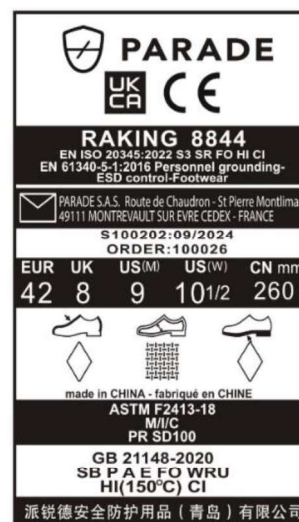 PARADE
UK
CA CE
RAKING 8844
EN ISO 20345:2022 S3 SR FO HI CI
EN 61340-5-1:2016 Personnel grounding-
ESD control-Footwear
PARADE S.A.S. Route de Chaudron - St Pierre Montlima
49111 MONTREVAULT SUR EVRE CEDEX - FRANCE
S100202:09/2024
ORDER:100026
EUR UK US(M) US(W) CN mm
42 8 9 10 1/2 260
made in CHINA - fabriqué en CHINE
ASTM F2413-18
M/I/C
PR SD100
GB 21148-2020
SB P A E FO WRU
HI(150°C) CI
派锐德安全防护用品（青岛）有限公司